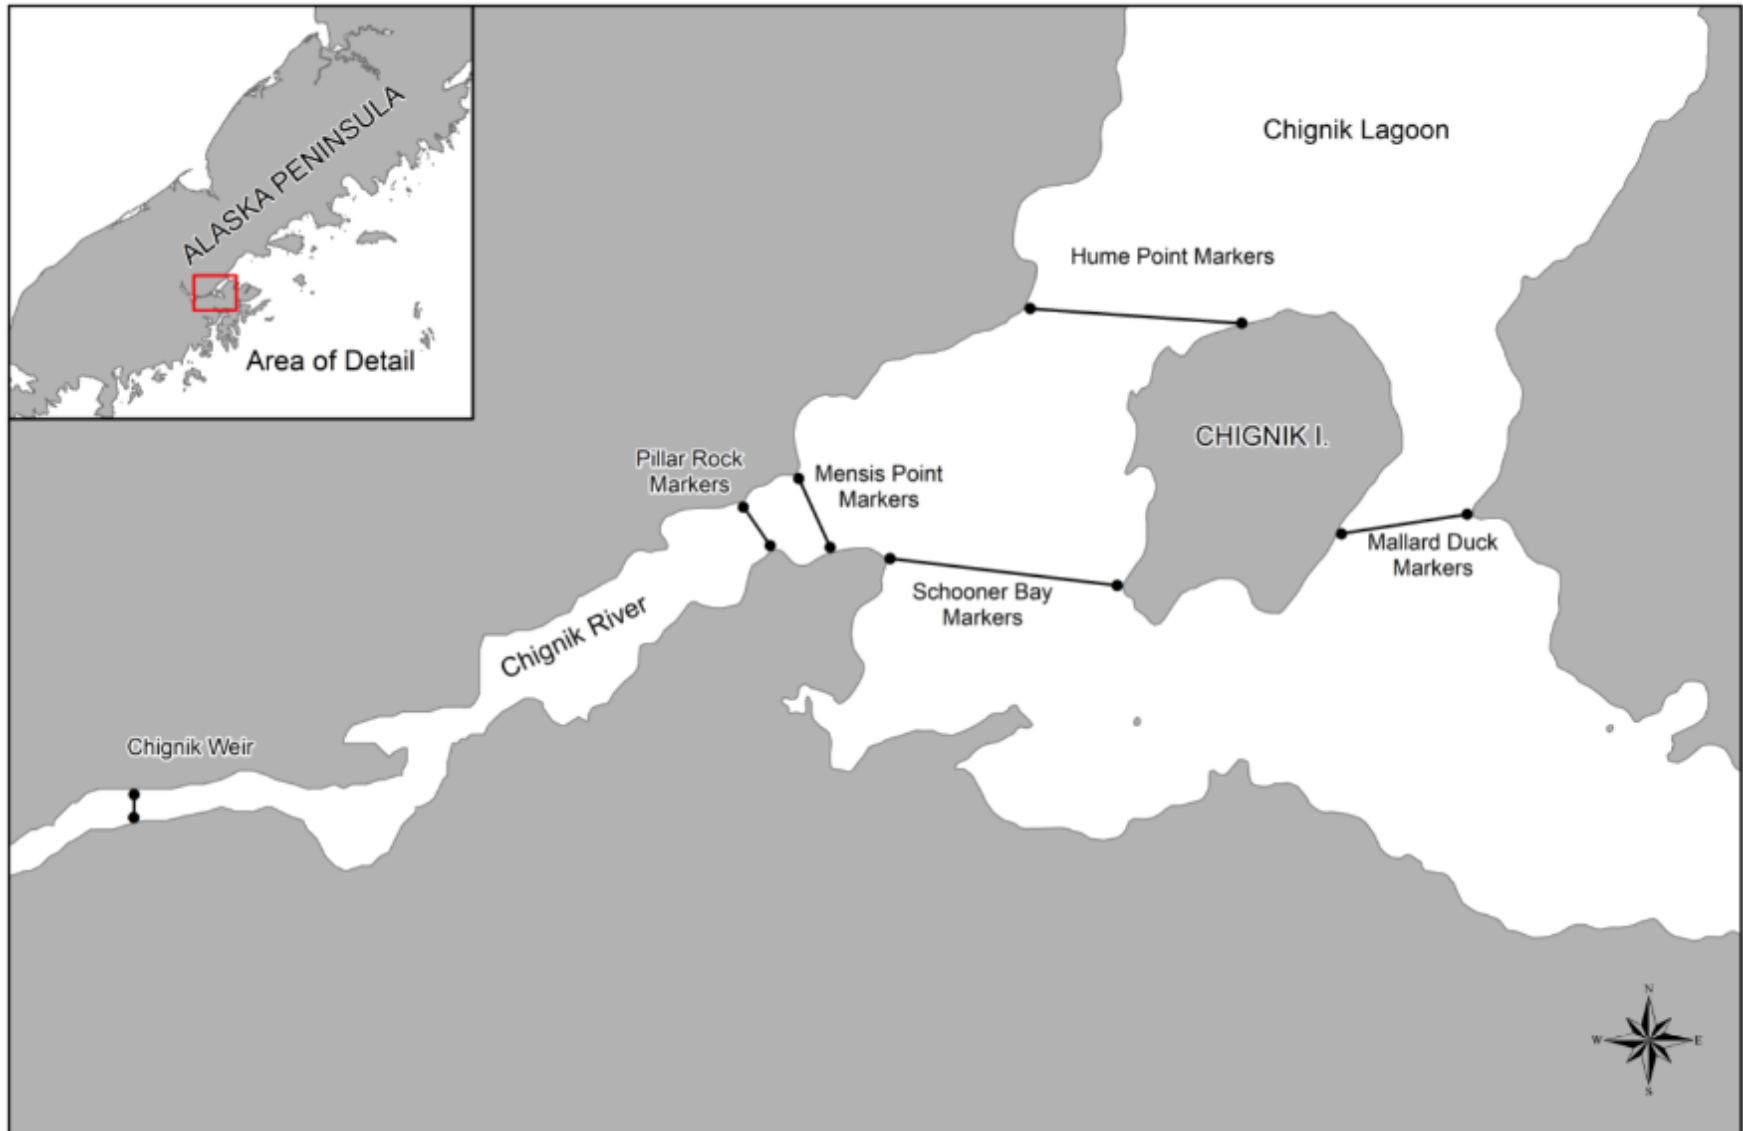 ALASKA PENINSULA
Area of Detail
Chignik Lagoon
Hume Point Markers
CHIGNIK I.
Pillar Rock
Markers
Mensis Point
Markers
Mallard Duck
Markers
Schooner Bay
Markers
Chignik River
Chignik Weir
N
W
E
S